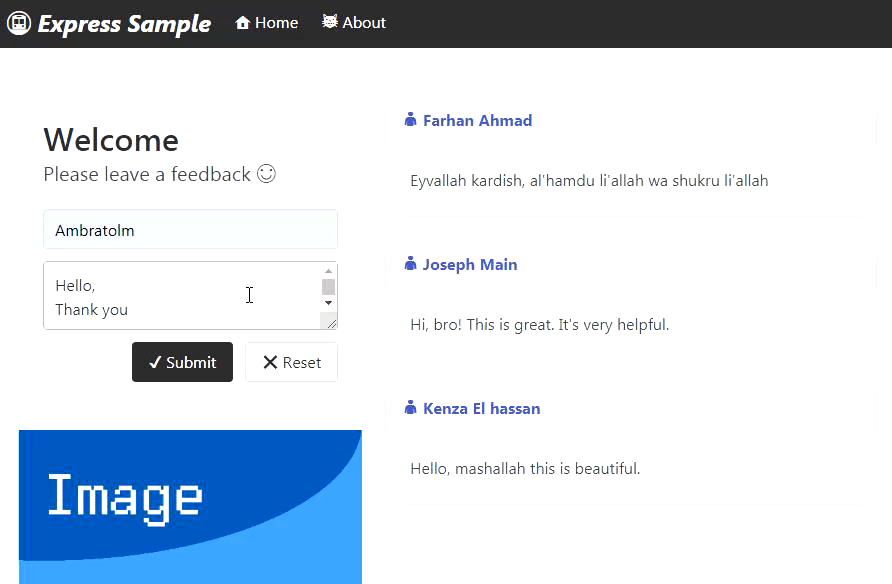 Express Sample Home About
Welcome
Please leave a feedback
Ambratolm
Hello,
Thank you
Submit Reset
Image
Farhan Ahmad
Eyvallah kardish, al'hamdu li'allah wa shukru li'allah
Joseph Main
Hi, bro! This is great. It's very helpful.
Kenza El hassan
Hello, mashallah this is beautiful.